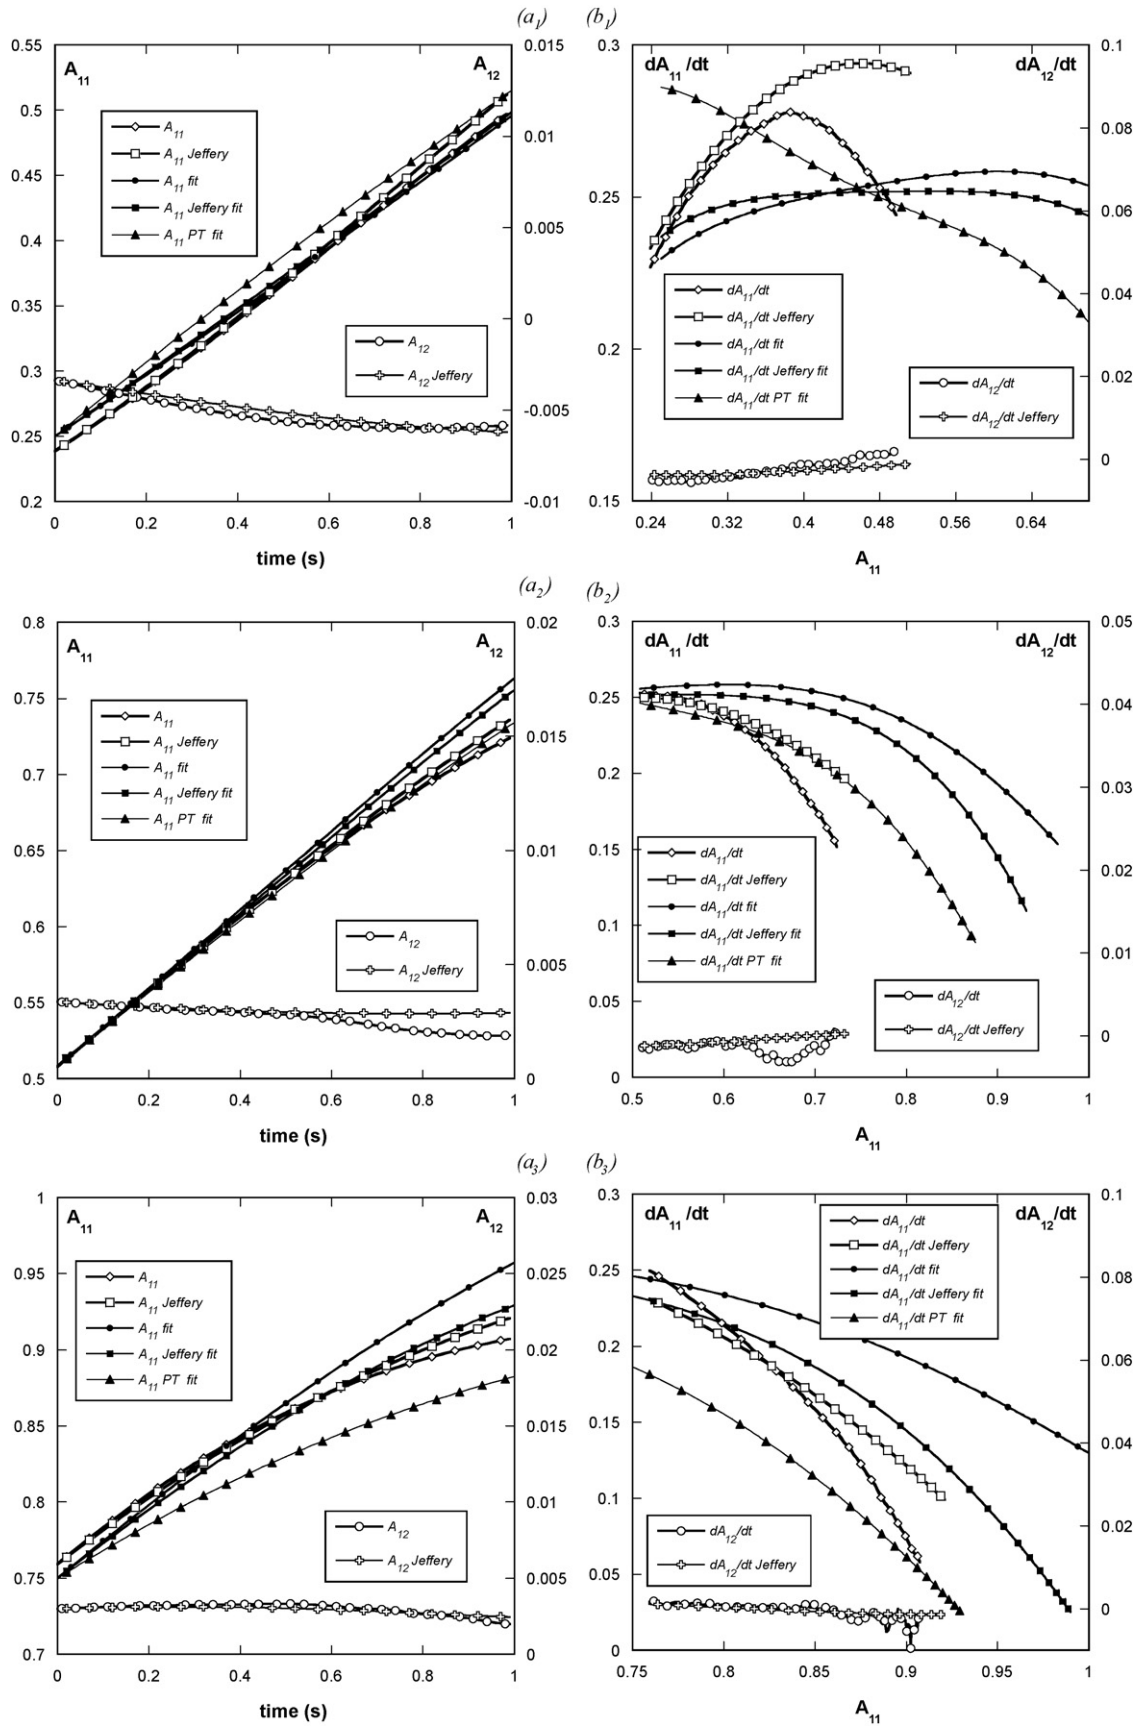 (a1)
0.55
0.5
0.45
0.4
0.35
0.3
0.25
0.2
A11
A12
A11
A11 Jeffery
A11 fit
A11 Jeffery fit
A11 PT fit
A12
A12 Jeffery
0.015
0.01
0.005
0
-0.005
-0.01
0 0.2 0.4 0.6 0.8 1
time (s)
(b1)
0.3
0.25
0.2
0.15
dA11/dt
dA12/dt
dA11/dt
dA11/dt Jeffery
dA11/dt fit
dA11/dt Jeffery fit
dA11/dt PT fit
dA12/dt
dA12/dt Jeffery
0.1
0.08
0.06
0.04
0.02
0
0.24 0.32 0.4 0.48 0.56 0.64
A11
(a2)
0.8
0.75
0.7
0.65
0.6
0.55
0.5
A11
A12
A11
A11 Jeffery
A11 fit
A11 Jeffery fit
A11 PT fit
A12
A12 Jeffery
0.02
0.015
0.01
0.005
0
0 0.2 0.4 0.6 0.8 1
time (s)
(b2)
0.3
0.25
0.2
0.15
0.1
0.05
0
dA11/dt
dA12/dt
dA11/dt
dA11/dt Jeffery
dA11/dt fit
dA11/dt Jeffery fit
dA11/dt PT fit
dA12/dt
dA12/dt Jeffery
0.05
0.04
0.03
0.02
0.01
0
0.5 0.6 0.7 0.8 0.9 1
A11
(a3)
1
0.95
0.9
0.85
0.8
0.75
0.7
A11
A12
A11
A11 Jeffery
A11 fit
A11 Jeffery fit
A11 PT fit
A12
A12 Jeffery
0.03
0.025
0.02
0.015
0.01
0.005
0
0 0.2 0.4 0.6 0.8 1
time (s)
(b3)
0.3
0.25
0.2
0.15
0.1
0.05
0
dA11/dt
dA12/dt
dA11/dt
dA11/dt Jeffery
dA11/dt fit
dA11/dt Jeffery fit
dA11/dt PT fit
dA12/dt
dA12/dt Jeffery
0.1
0.08
0.06
0.04
0.02
0
0.75 0.8 0.85 0.9 0.95 1
A11